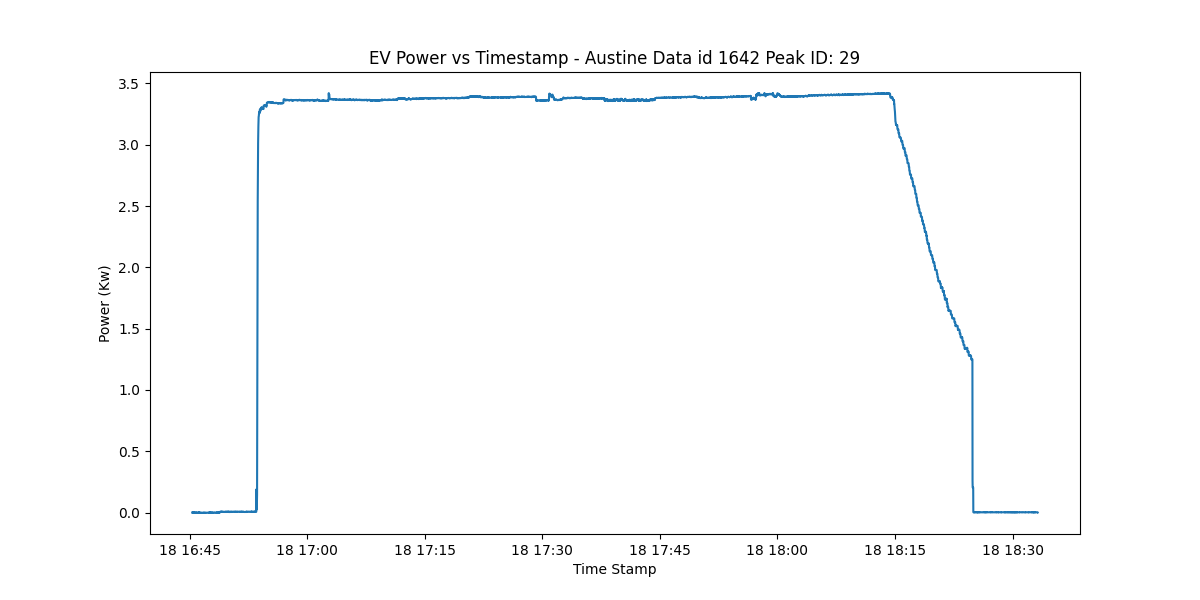 EV Power vs Timestamp - Austine Data id 1642 Peak ID: 29
3.5
3.0
2.5
2.0
1.5
1.0
0.5
0.0
Power (Kw)
18 16:45 18 17:00 18 17:15 18 17:30 18 17:45 18 18:00 18 18:15 18 18:30
Time Stamp